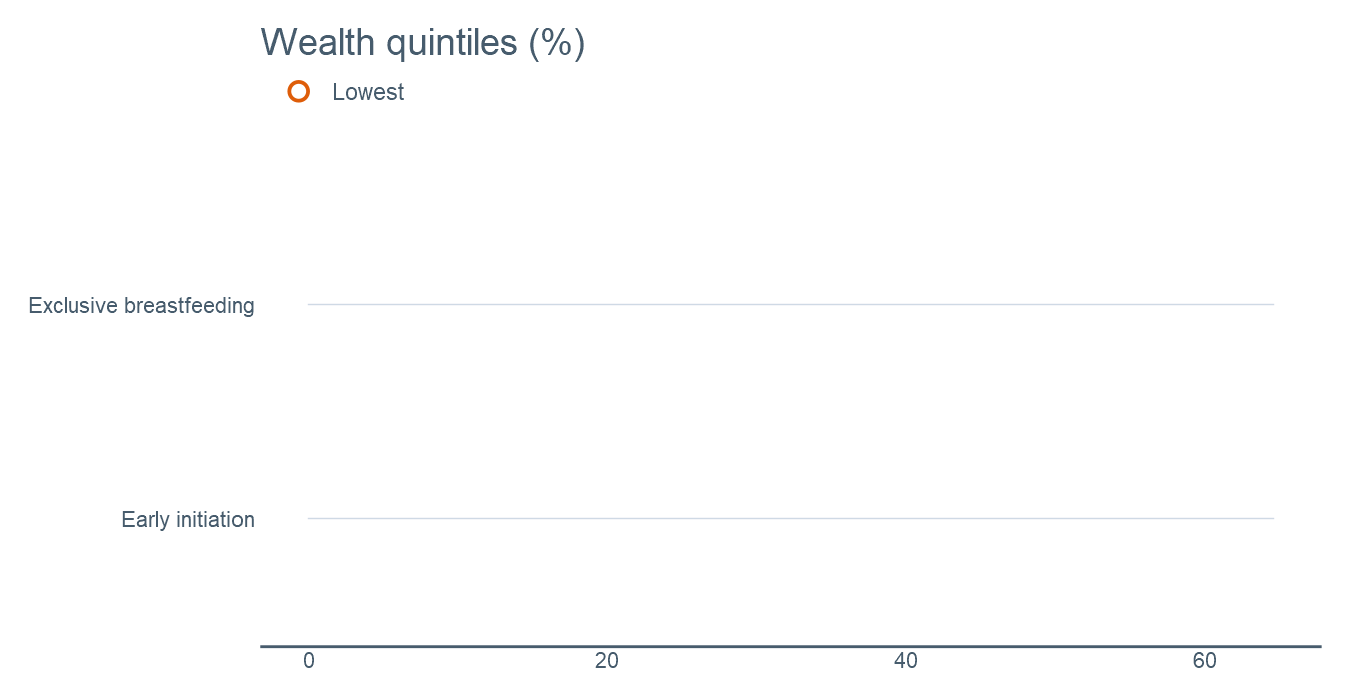 Wealth quintiles (%)
Lowest
Exclusive breastfeeding
Early initiation
0 20 40 60